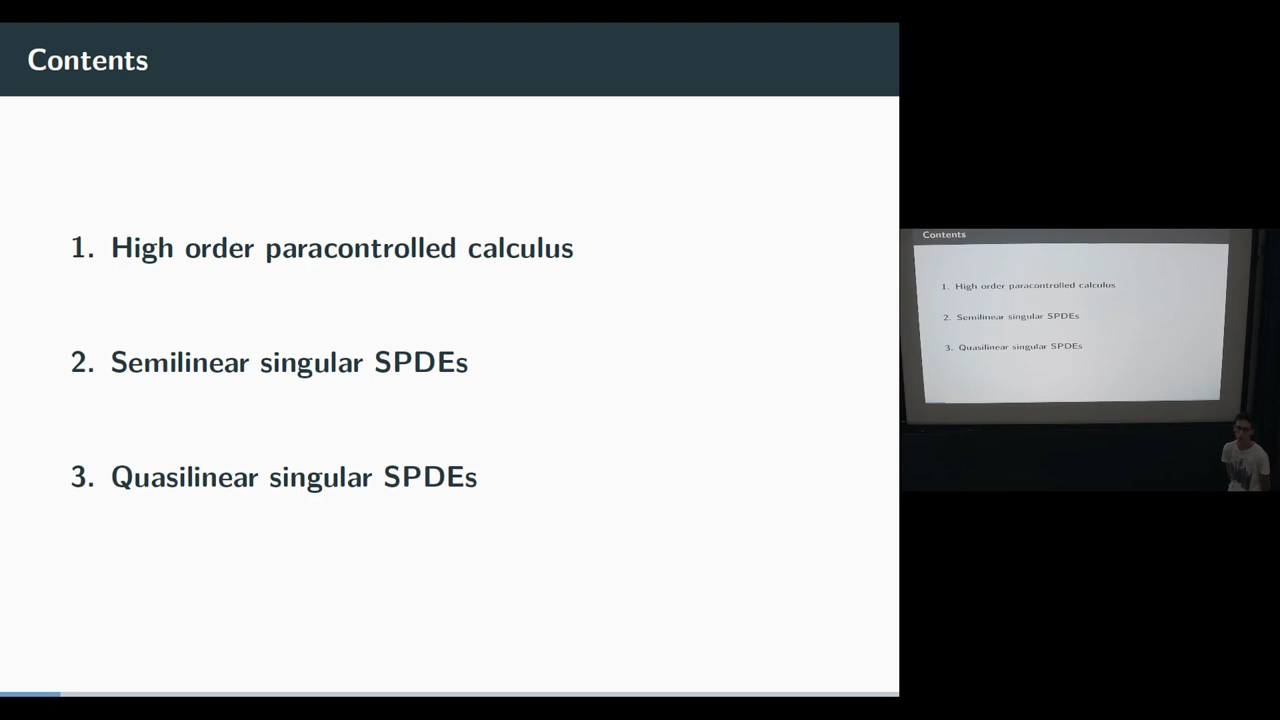 Contents
1. High order paracontrolled calculus
2. Semilinear singular SPDEs
3. Quasilinear singular SPDEs
Contents
1. High order paracontrolled calculus
2. Semilinear singular SPDEs
3. Quasilinear singular SPDEs